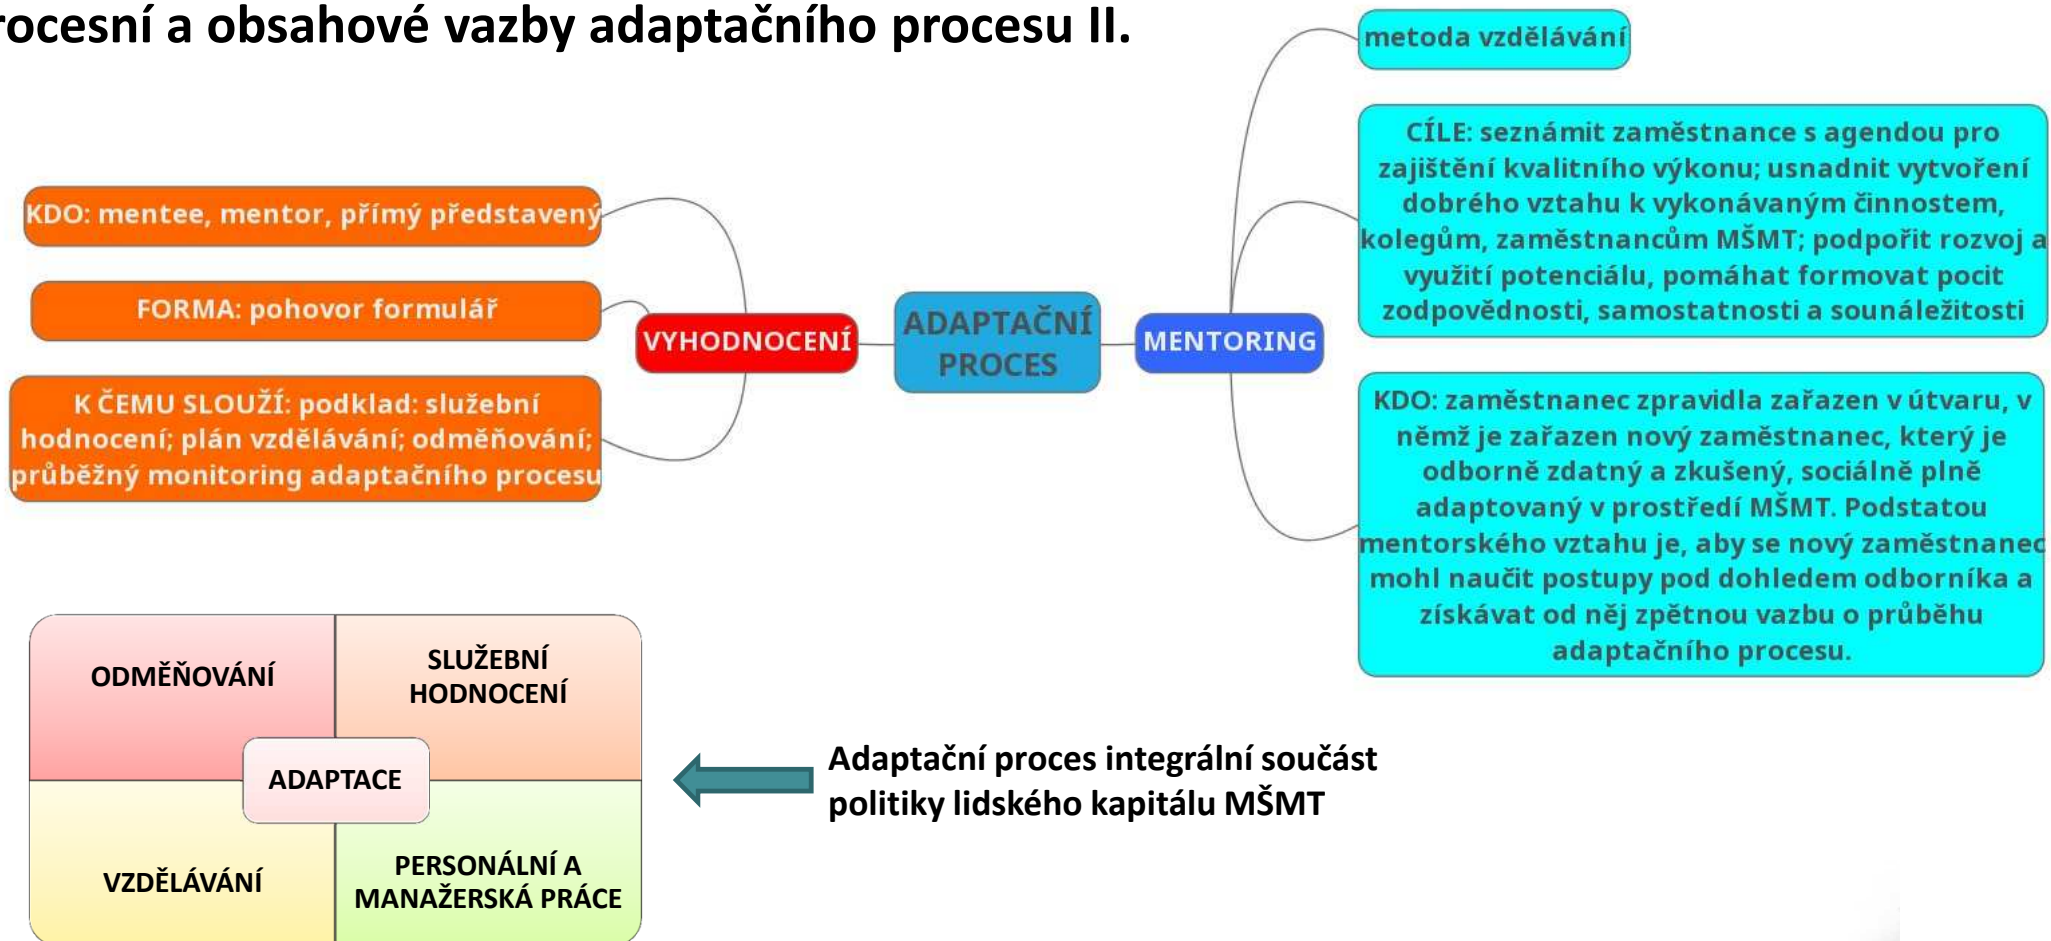 rocesní a obsahové vazby adaptačního procesu II.
KDO: mentee, mentor, přímý představený
FORMA: pohovor formulář
K ČEMU SLOUŽÍ: podklad: služební
hodnocení; plán vzdělávání; odměňování;
průběžný monitoring adaptačního procesu
VYHODNOCENÍ
ADAPTAČNÍ
PROCES
MENTORING
metoda vzdělávání
CÍLE: seznámit zaměstnance s agendou pro
zajištění kvalitního výkonu; usnadnit vytvoření
dobrého vztahu k vykonávaným činnostem,
kolegům, zaměstnancům MŠMT; podpořit rozvoj a
využití potenciálu, pomáhat formovat pocit
zodpovědnosti, samostatnosti a sounáležitosti
KDO: zaměstnanec zpravidla zařazen v útvaru, v
němž je zařazen nový zaměstnanec, který je
odborně zdatný a zkušený, sociálně plně
adaptovaný v prostředí MŠMT. Podstatou
mentorského vztahu je, aby se nový zaměstnanec
mohl naučit postupy pod dohledem odborníka a
získávat od něj zpětnou vazbu o průběhu
adaptačního procesu.
ODMĚŇOVÁNÍ
SLUŽEBNÍ
HODNOCENÍ
ADAPTACE
VZDĚLÁVÁNÍ
PERSONÁLNÍ A
MANAŽERSKÁ PRÁCE
Adaptační proces integrální součást
politiky lidského kapitálu MŠMT